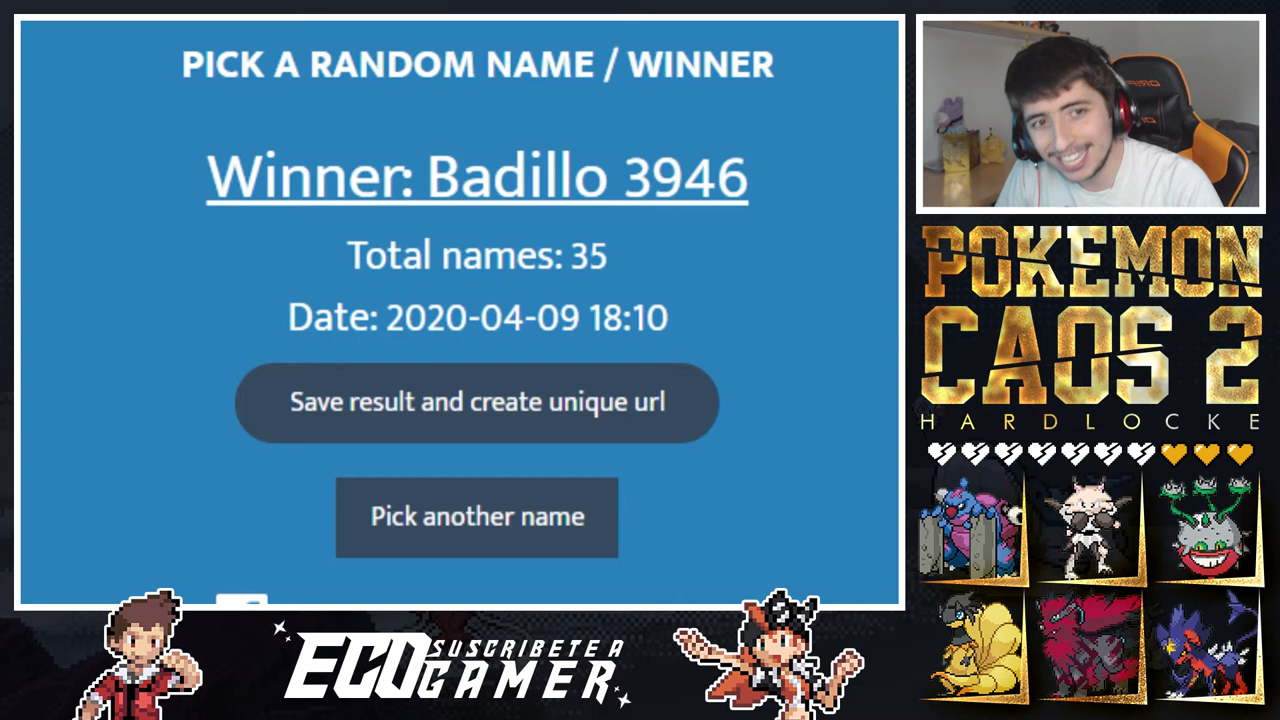 PICK A RANDOM NAME / WINNER
Winner: Badillo 3946
Total names: 35
Date: 2020-04-09 18:10
Save result and create unique url
Pick another name
POKEMON
CAOS 2
HARDLOCKE
SUSCRIBETE A
EGO GAMER